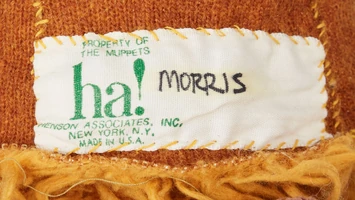 PROPERTY OF
THE MUPPETS
ha!
MORRIS
HENSON ASSOCIATES, INC.
NEW YORK, N.Y.
MADE IN U.S.A.